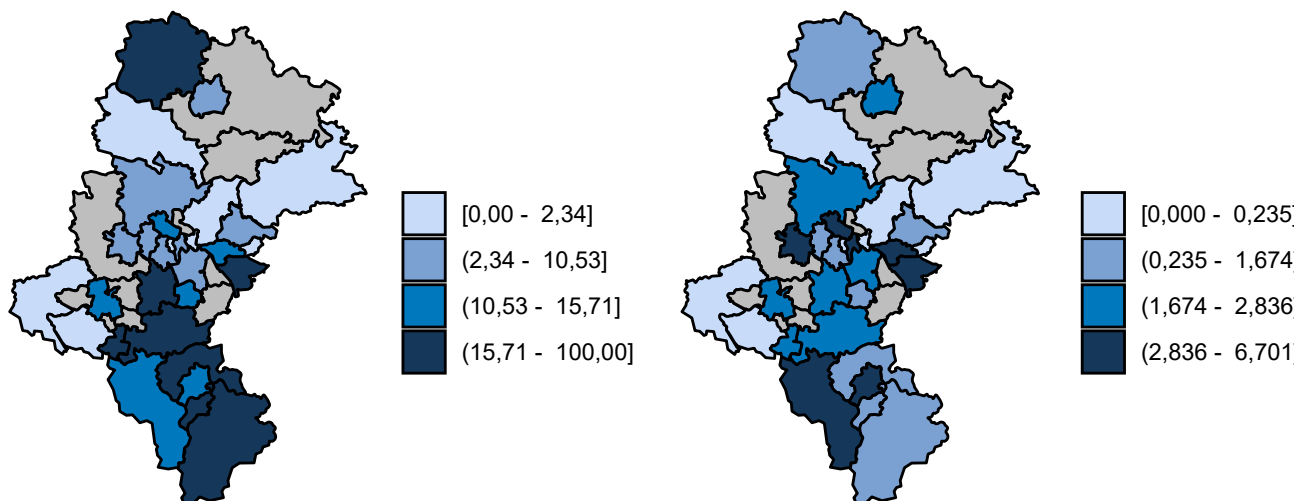 [0,00 - 2,34]
(2,34 - 10,53]
(10,53 - 15,71]
(15,71 - 100,00]
[0,000 - 0,235]
(0,235 - 1,674]
(1,674 - 2,836]
(2,836 - 6,701]